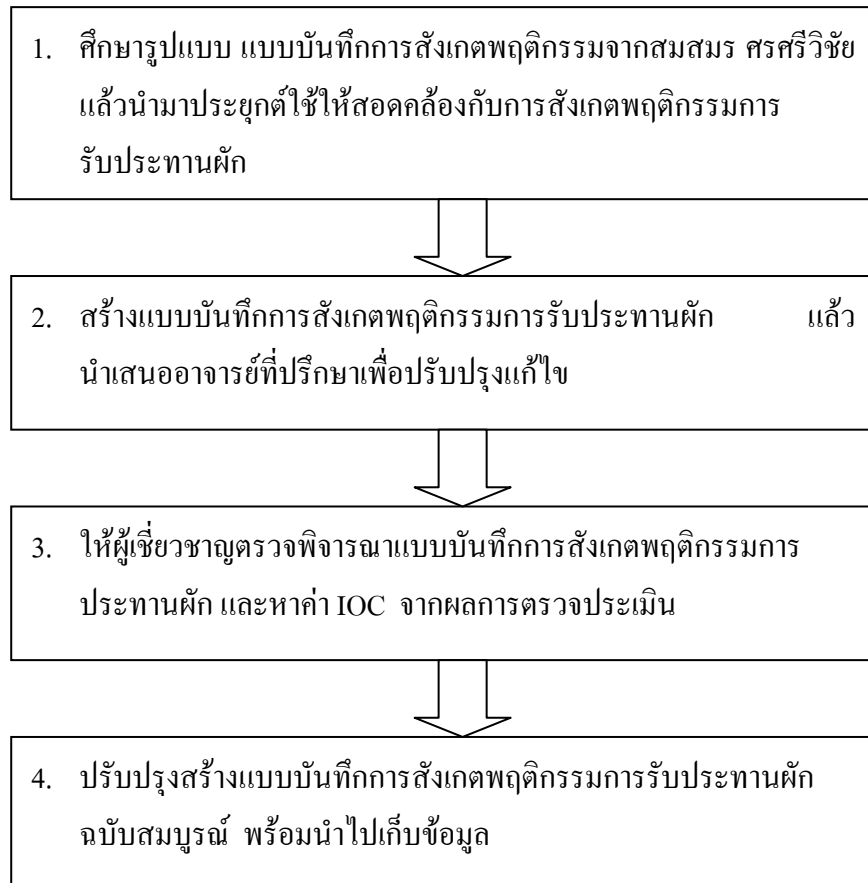 1. ศึกษารูปแบบ แบบบันทึกการสังเกตพฤติกรรมจากสมสมร ศรศรีวิชัย
แล้วนำมาประยุกต์ใช้ให้สอดคล้องกับการสังเกตพฤติกรรมการ
รับประทานผัก
2. สร้างแบบบันทึกการสังเกตพฤติกรรมการรับประทานผัก แล้ว
นำเสนออาจารย์ที่ปรึกษาเพื่อปรับปรุงแก้ไข
3. ให้ผู้เชี่ยวชาญตรวจพิจารณาแบบบันทึกการสังเกตพฤติกรรมการ
ประทานผัก และหาค่า IOC จากผลการตรวจประเมิน
4. ปรับปรุงสร้างแบบบันทึกการสังเกตพฤติกรรมการรับประทานผัก
ฉบับสมบูรณ์ พร้อมนำไปเก็บข้อมูล